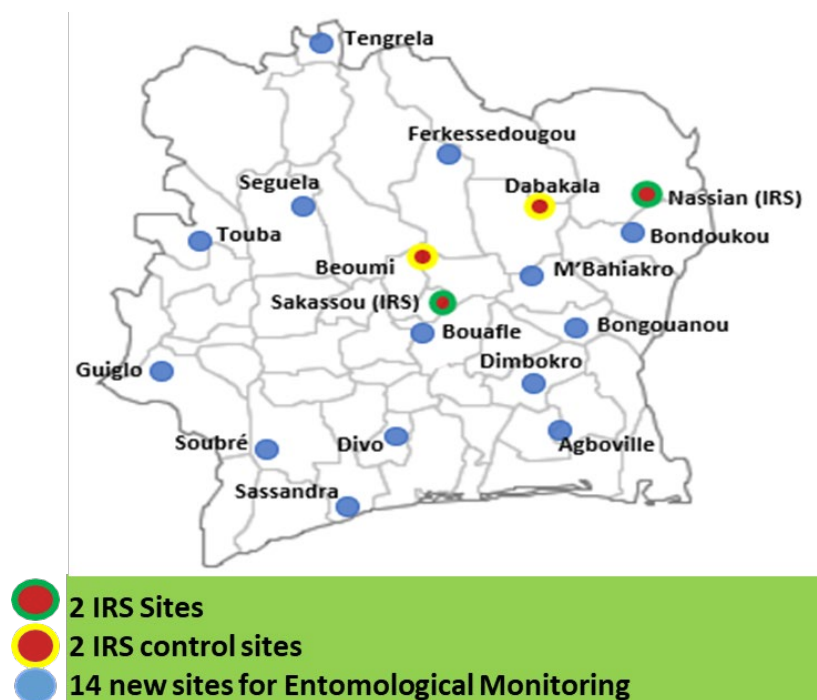 Tengrela
Ferkessedougou
Seguela
Dabakala
Nassian (IRS)
Touba
Bondoukou
Beoumi
M'Bahiakro
Sakassou (IRS)
Bouafle
Bongouanou
Guiglo
Dimbokro
Soubré
Divo
Agboville
Sassandra
2 IRS Sites
2 IRS control sites
14 new sites for Entomological Monitoring